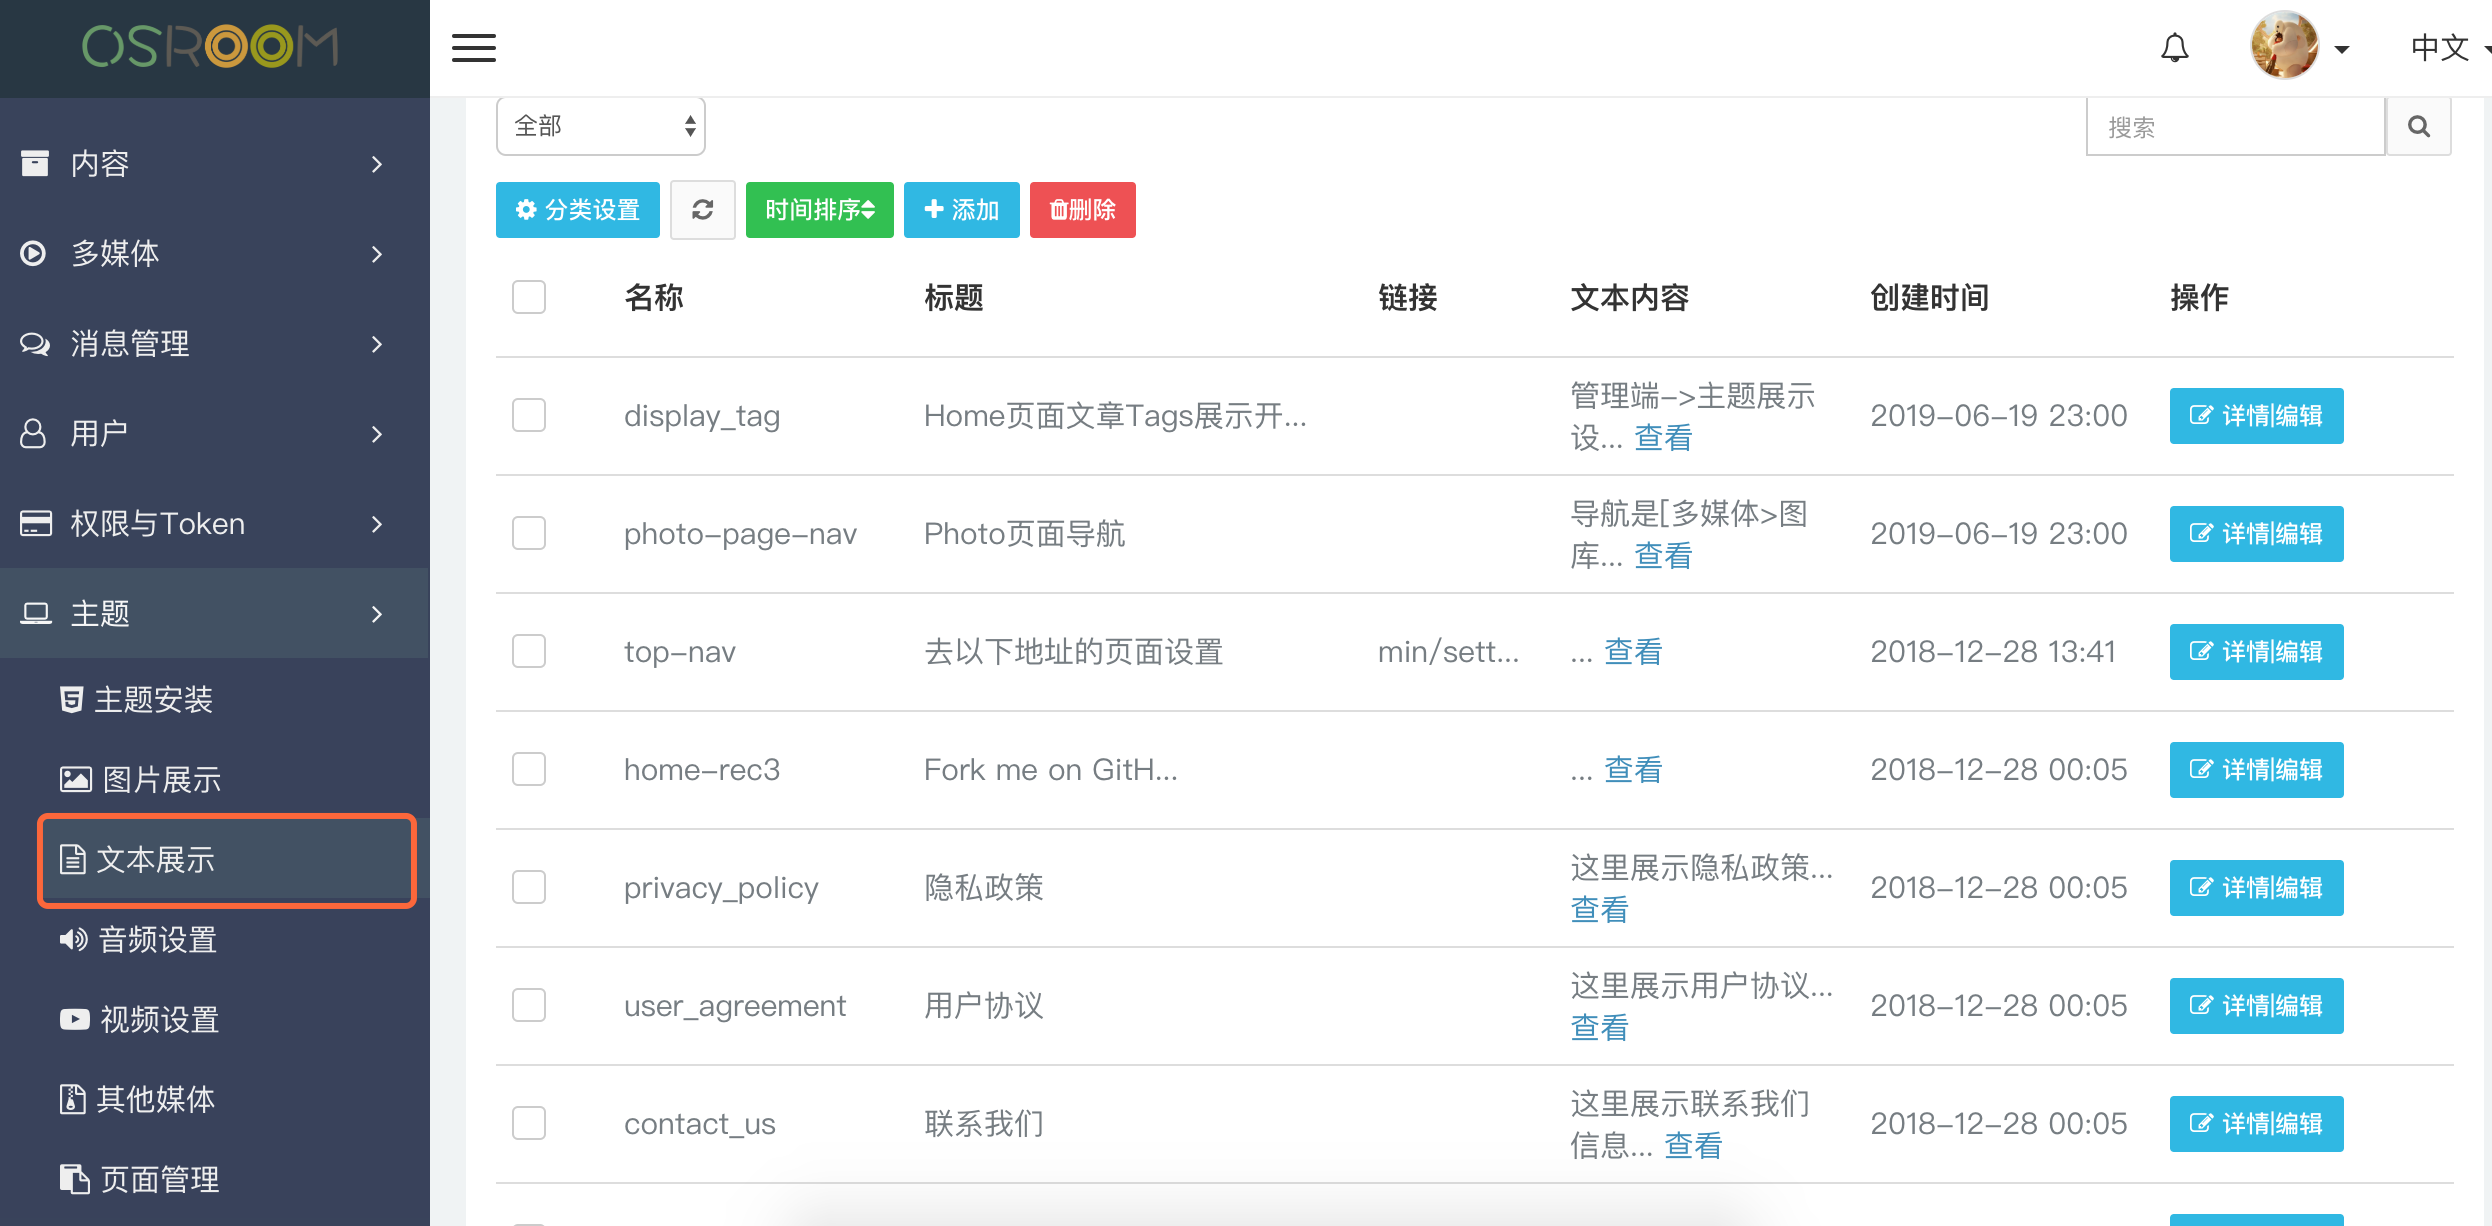 OSROOM
中文
内容
多媒体
消息管理
用户
权限与Token
主题
主题安装
图片展示
文本展示
音频设置
视频设置
其他媒体
页面管理
全部
搜索
分类设置 时间排序 添加 删除
名称 标题 链接 文本内容 创建时间 操作
display_tag Home页面文章Tags展示开... 管理端->主题展示
设... 查看 2019-06-19 23:00 详情|编辑
photo-page-nav Photo页面导航 导航是[多媒体>图
库... 查看 2019-06-19 23:00 详情|编辑
top-nav 去以下地址的页面设置 min/sett... ... 查看 2018-12-28 13:41 详情|编辑
home-rec3 Fork me on GitH... ... 查看 2018-12-28 00:05 详情|编辑
privacy_policy 隐私政策 这里展示隐私政策...
查看 2018-12-28 00:05 详情|编辑
user_agreement 用户协议 这里展示用户协议...
查看 2018-12-28 00:05 详情|编辑
contact_us 联系我们 这里展示联系我们
信息... 查看 2018-12-28 00:05 详情|编辑